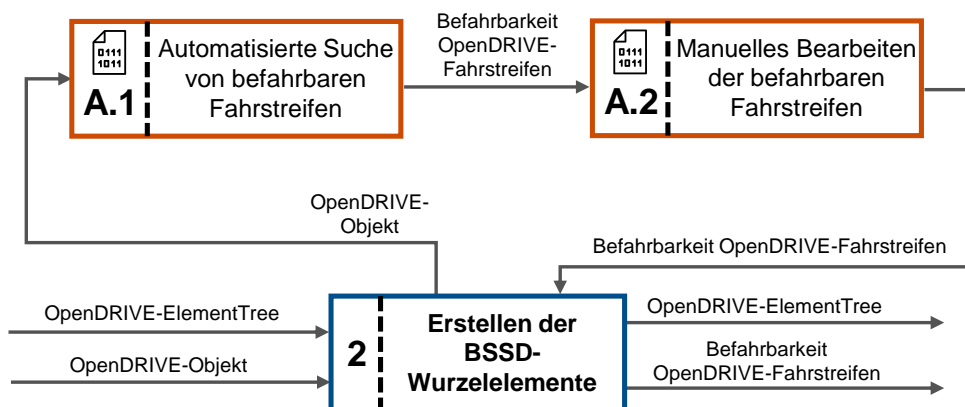 0111
1011
A.1
Automatisierte Suche
von befahrbaren
Fahrstreifen
Befahrbarkeit
OpenDRIVE-
Fahrstreifen
0111
1011
A.2
Manuelles Bearbeiten
der befahrbaren
Fahrstreifen
OpenDRIVE-
Objekt
Befahrbarkeit OpenDRIVE-Fahrstreifen
OpenDRIVE-ElementTree
OpenDRIVE-Objekt
2
Erstellen der
BSSD-
Wurzelelemente
OpenDRIVE-ElementTree
Befahrbarkeit
OpenDRIVE-Fahrstreifen